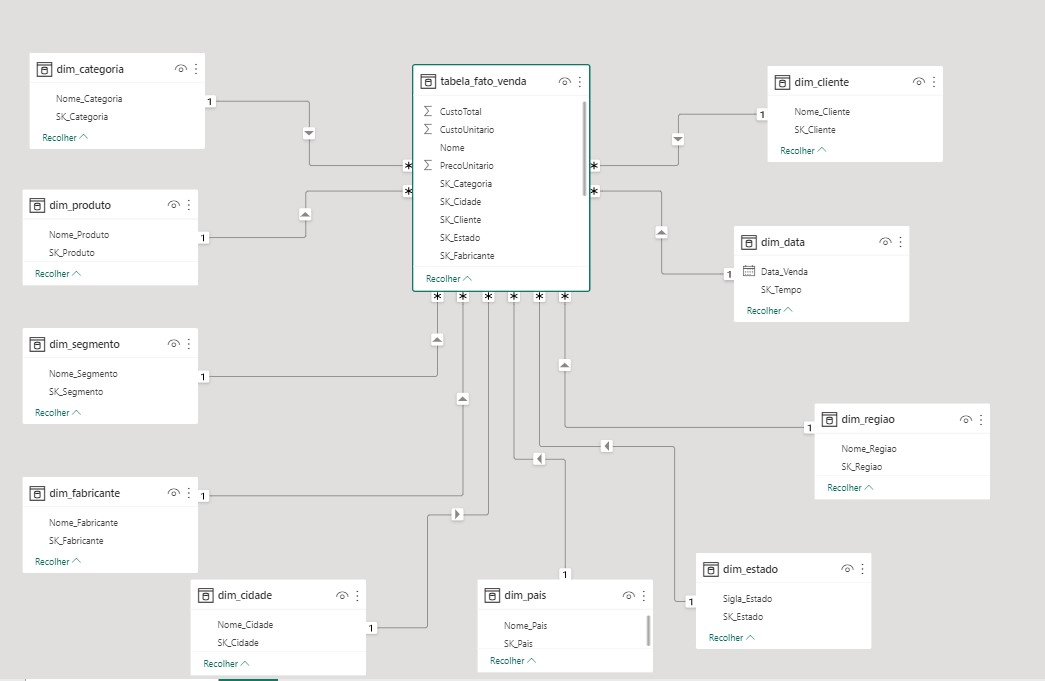 dim_categoria
Nome_Categoria
SK_Categoria
Recolher
1
tabela_fato_venda
CustoTotal
CustoUnitario
Nome
PrecoUnitario
SK_Categoria
SK_Cidade
SK_Cliente
SK_Estado
SK_Fabricante
Recolher
dim_cliente
Nome_Cliente
SK_Cliente
Recolher
1
dim_produto
Nome_Produto
SK_Produto
Recolher
1
dim_data
Data_Venda
SK_Tempo
Recolher
1
dim_segmento
Nome_Segmento
SK_Segmento
Recolher
1
dim_regiao
Nome_Regiao
SK_Regiao
Recolher
1
dim_fabricante
Nome_Fabricante
SK_Fabricante
Recolher
1
dim_cidade
Nome_Cidade
SK_Cidade
Recolher
1
dim_pais
Nome_Pais
SK_Pais
Recolher
1
dim_estado
Sigla_Estado
SK_Estado
Recolher
1